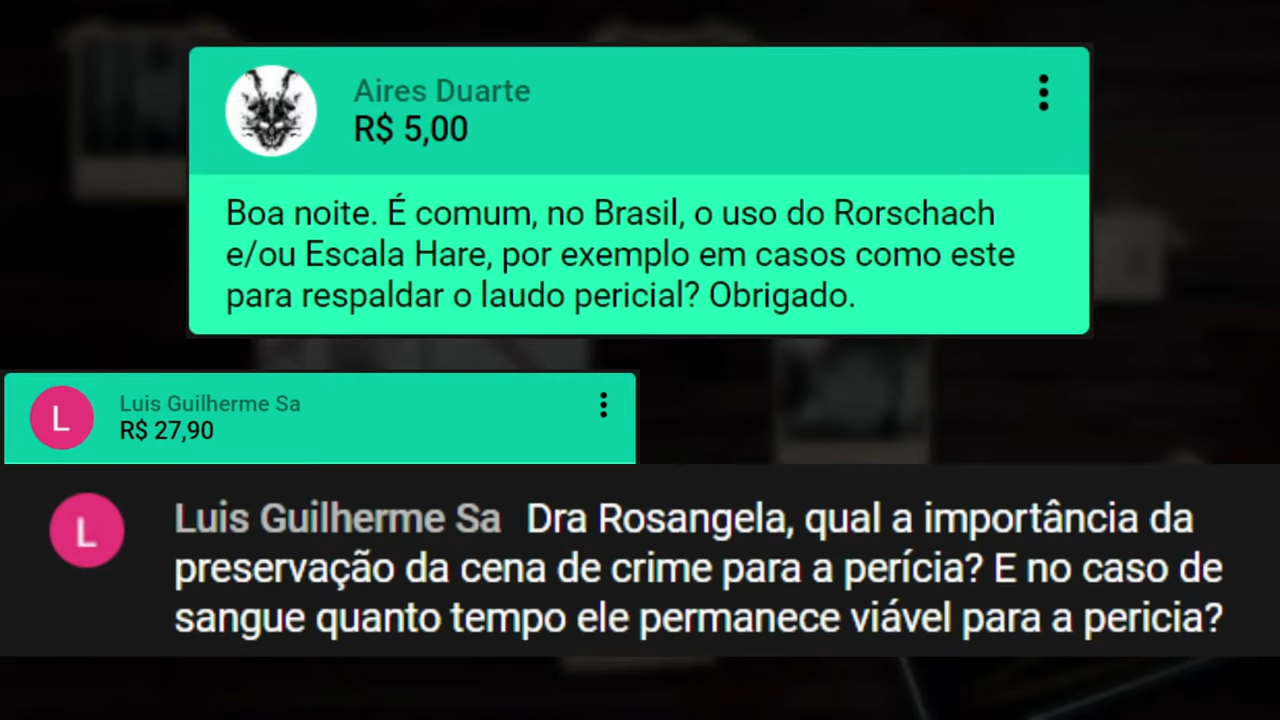 Aires Duarte
R$ 5,00
Boa noite. É comum, no Brasil, o uso do Rorschach
e/ou Escala Hare, por exemplo em casos como este
para respaldar o laudo pericial? Obrigado.
L
Luis Guilherme Sa
R$ 27,90
L
Luis Guilherme Sa Dra Rosangela, qual a importância da
preservação da cena de crime para a perícia? E no caso de
sangue quanto tempo ele permanece viável para a pericia?